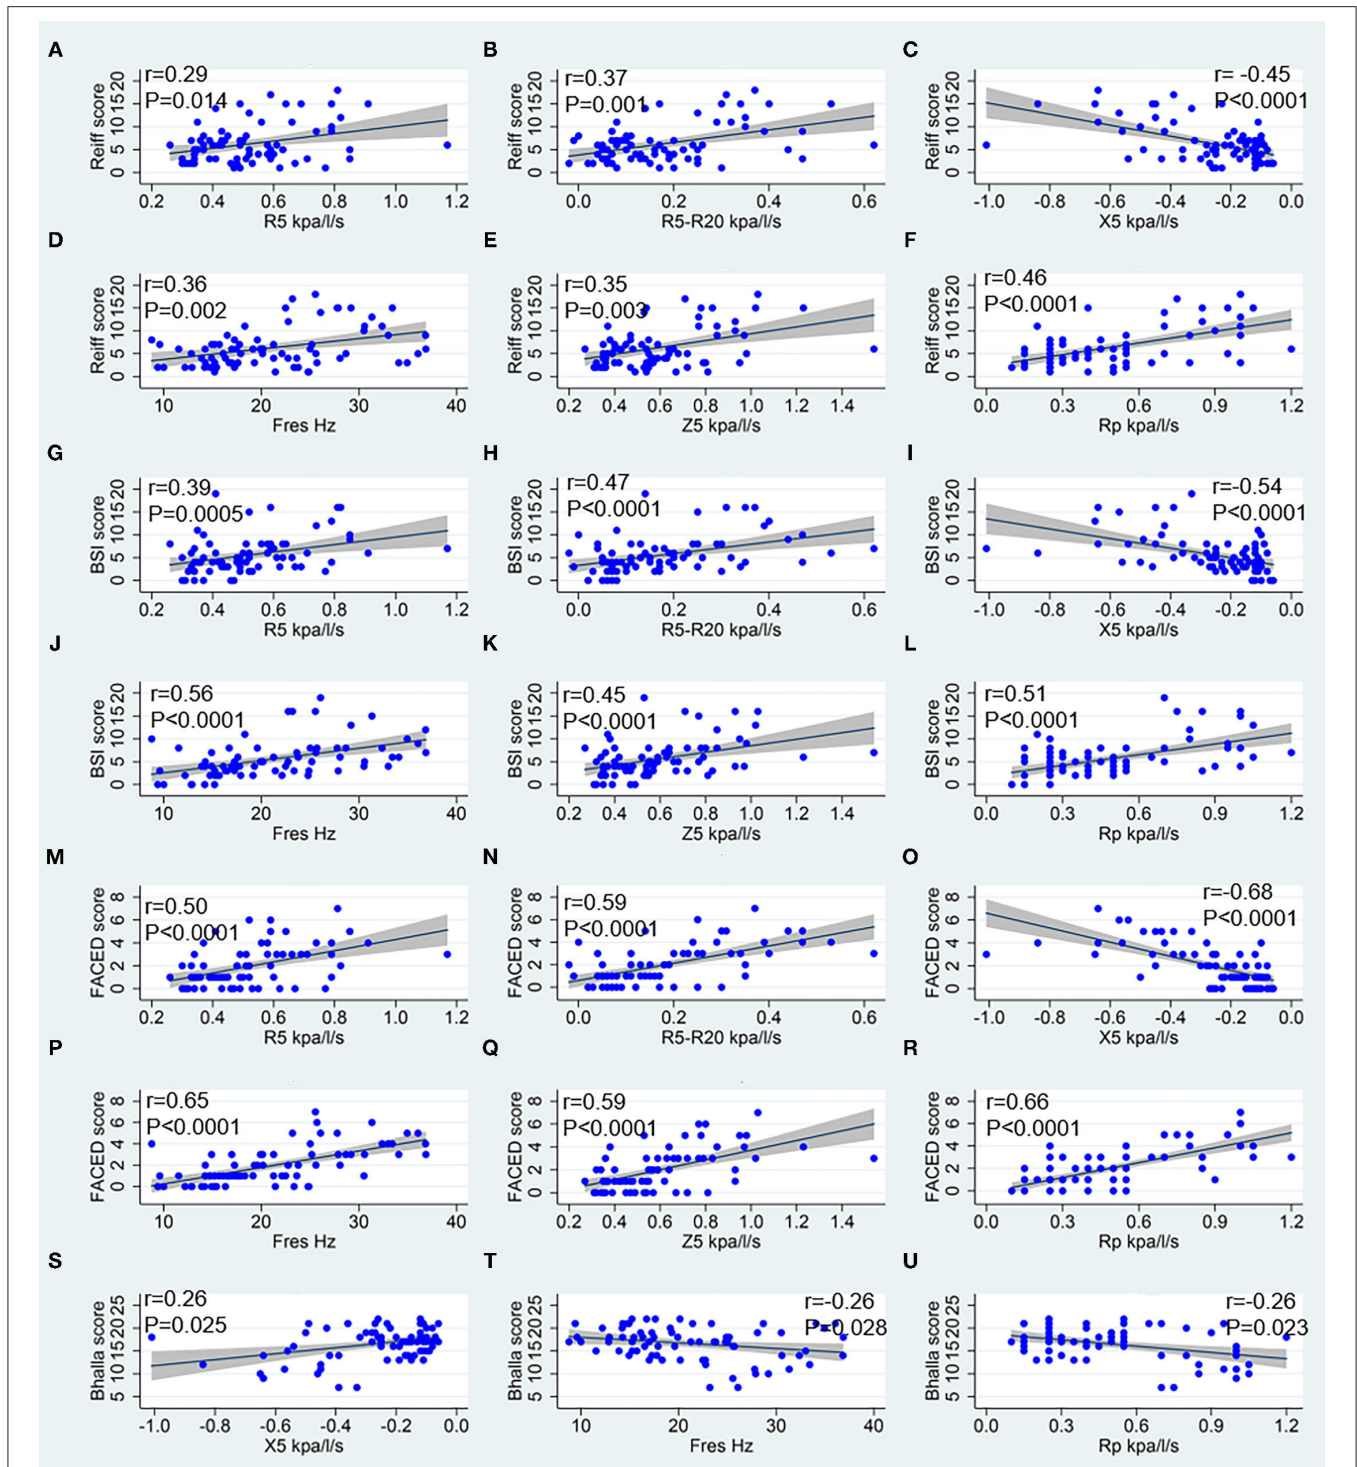 A
r=0.29
P=0.014
Reiff score
0 5 10 15 20
0.2 0.4 0.6 0.8 1.0 1.2
R5 kpa/l/s
B
r=0.37
P=0.001
Reiff score
0 5 10 15 20
0.0 0.2 0.4 0.6
R5-R20 kpa/l/s
C
r= -0.45
P<0.0001
Reiff score
0 5 10 15 20
-1.0 -0.8 -0.6 -0.4 -0.2 0.0
X5 kpa/l/s
D
r=0.36
P=0.002
Reiff score
0 5 10 15 20
10 20 30 40
Fres Hz
E
r=0.35
P=0.003
Reiff score
0 5 10 15 20
0.2 0.4 0.6 0.8 1.0 1.2 1.4
Z5 kpa/l/s
F
r=0.46
P<0.0001
Reiff score
0 5 10 15 20
0.0 0.3 0.6 0.9 1.2
Rp kpa/l/s
G
r=0.39
P=0.0005
BSI score
0 5 10 15 20
0.2 0.4 0.6 0.8 1.0 1.2
R5 kpa/l/s
H
r=0.47
P<0.0001
BSI score
0 5 10 15 20
0.0 0.2 0.4 0.6
R5-R20 kpa/l/s
I
r=-0.54
P<0.0001
BSI score
0 5 10 15 20
-1.0 -0.8 -0.6 -0.4 -0.2 0.0
X5 kpa/l/s
J
r=0.56
P<0.0001
BSI score
0 5 10 15 20
10 20 30 40
Fres Hz
K
r=0.45
P<0.0001
BSI score
0 5 10 15 20
0.2 0.4 0.6 0.8 1.0 1.2 1.4
Z5 kpa/l/s
L
r=0.51
P<0.0001
BSI score
0 5 10 15 20
0.0 0.3 0.6 0.9 1.2
Rp kpa/l/s
M
r=0.50
P<0.0001
FACED score
0 2 4 6 8
0.2 0.4 0.6 0.8 1.0 1.2
R5 kpa/l/s
N
r=0.59
P<0.0001
FACED score
0 2 4 6 8
0.0 0.2 0.4 0.6
R5-R20 kpa/l/s
O
r=-0.68
P<0.0001
FACED score
0 2 4 6 8
-1.0 -0.8 -0.6 -0.4 -0.2 0.0
X5 kpa/l/s
P
r=0.65
P<0.0001
FACED score
0 2 4 6 8
10 20 30 40
Fres Hz
Q
r=0.59
P<0.0001
FACED score
0 2 4 6 8
0.2 0.4 0.6 0.8 1.0 1.2 1.4
Z5 kpa/l/s
R
r=0.66
P<0.0001
FACED score
0 2 4 6 8
0.0 0.3 0.6 0.9 1.2
Rp kpa/l/s
S
r=0.26
P=0.025
Bhalla score
5 10 15 20 25
-1.0 -0.8 -0.6 -0.4 -0.2 0.0
X5 kpa/l/s
T
r=-0.26
P=0.028
Bhalla score
5 10 15 20 25
10 20 30 40
Fres Hz
U
r=-0.26
P=0.023
Bhalla score
5 10 15 20 25
0.0 0.3 0.6 0.9 1.2
Rp kpa/l/s